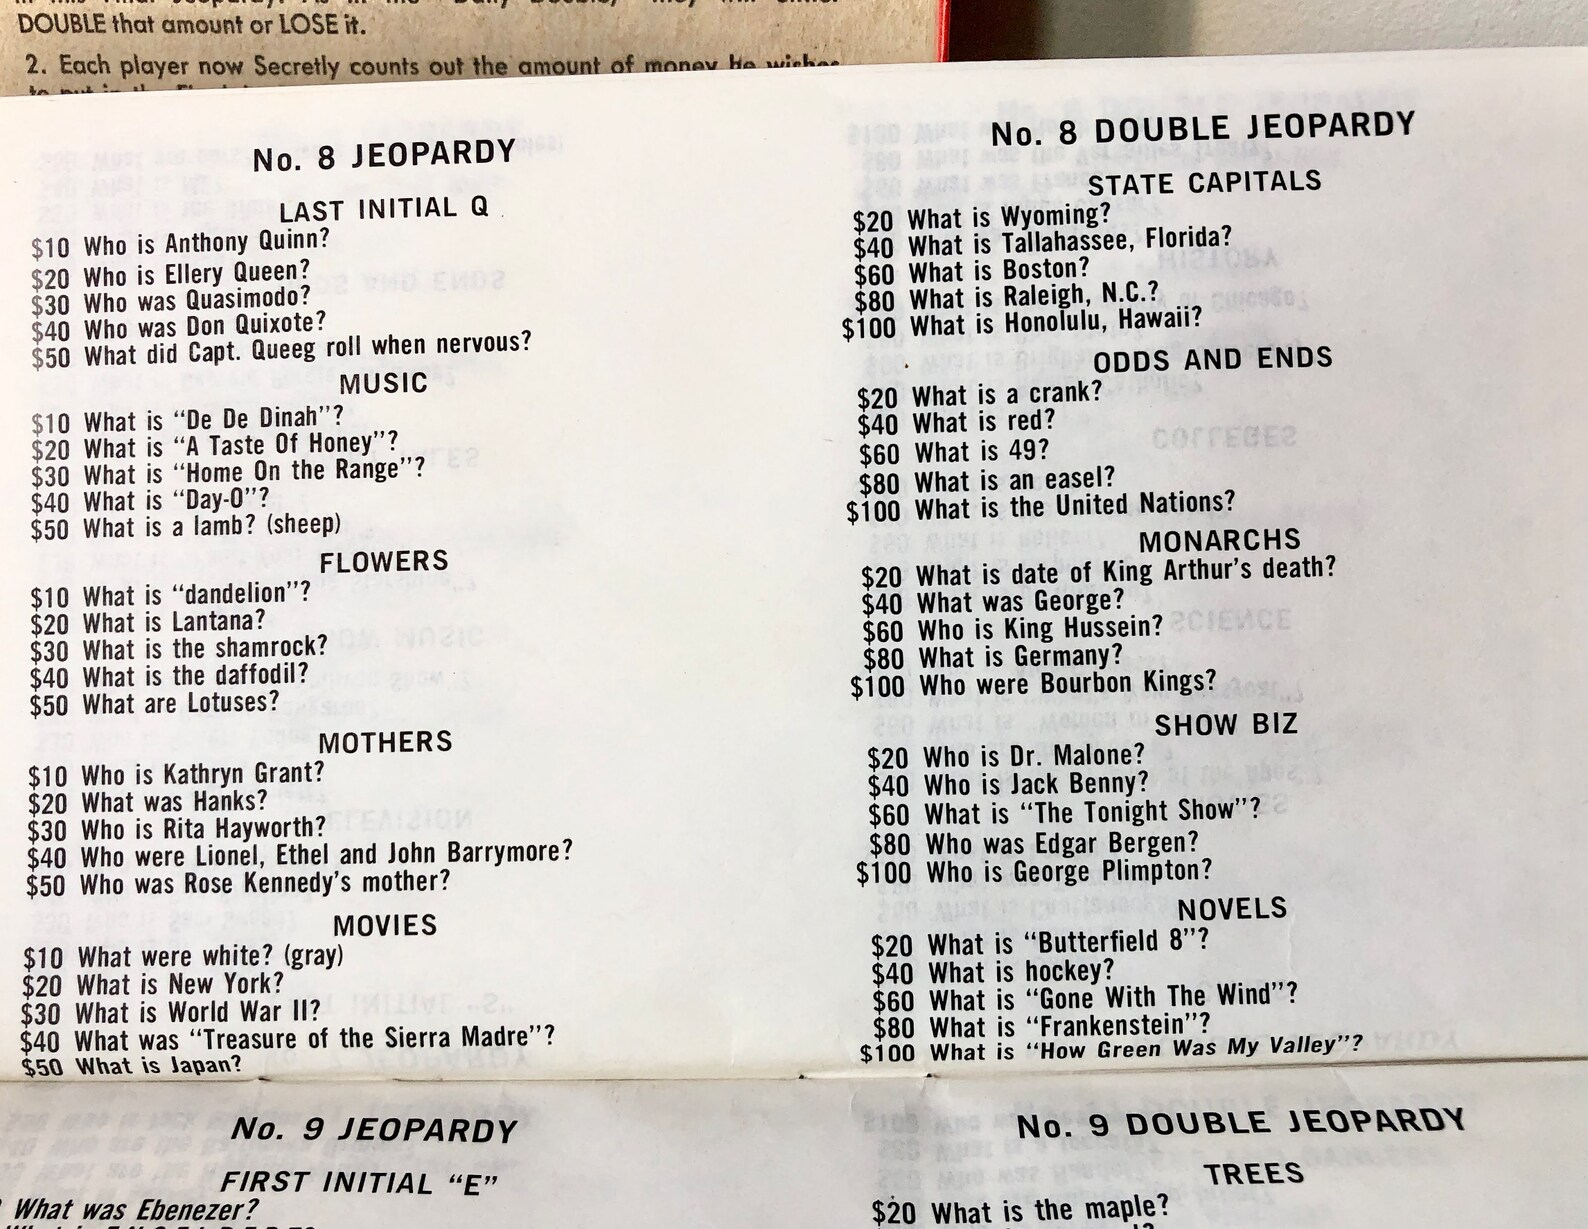 DOUBLE that amount or LOSE it.
2. Each player now Secretly counts out the amount of money he wishes
No. 8 JEOPARDY
LAST INITIAL Q
$10 Who is Anthony Quinn?
$20 Who is Ellery Queen?
$30 Who was Quasimodo?
$40 Who was Don Quixote?
$50 What did Capt. Queeg roll when nervous?
MUSIC
$10 What is "De De Dinah"?
$20 What is "A Taste Of Honey"?
$30 What is "Home On the Range"?
$40 What is "Day-O"?
$50 What is a lamb? (sheep)
FLOWERS
$10 What is "dandelion"?
$20 What is Lantana?
$30 What is the shamrock?
$40 What is the daffodil?
$50 What are Lotuses?
MOTHERS
$10 Who is Kathryn Grant?
$20 What was Hanks?
$30 Who is Rita Hayworth?
$40 Who were Lionel, Ethel and John Barrymore?
$50 Who was Rose Kennedy's mother?
MOVIES
$10 What were white? (gray)
$20 What is New York?
$30 What is World War II?
$40 What was "Treasure of the Sierra Madre"?
$50 What is Japan?
No. 8 DOUBLE JEOPARDY
STATE CAPITALS
$20 What is Wyoming?
$40 What is Tallahassee, Florida?
$60 What is Boston?
$80 What is Raleigh, N.C.?
$100 What is Honolulu, Hawaii?
ODDS AND ENDS
$20 What is a crank?
$40 What is red?
$60 What is 49?
$80 What is an easel?
$100 What is the United Nations?
MONARCHS
$20 What is date of King Arthur's death?
$40 What was George?
$60 Who is King Hussein?
$80 What is Germany?
$100 Who were Bourbon Kings?
SHOW BIZ
$20 Who is Dr. Malone?
$40 Who is Jack Benny?
$60 What is "The Tonight Show"?
$80 Who was Edgar Bergen?
$100 Who is George Plimpton?
NOVELS
$20 What is "Butterfield 8"?
$40 What is hockey?
$60 What is "Gone With The Wind"?
$80 What is "Frankenstein"?
$100 What is "How Green Was My Valley"?
No. 9 JEOPARDY
FIRST INITIAL "E"
What was Ebenezer?
No. 9 DOUBLE JEOPARDY
TREES
$20 What is the maple?